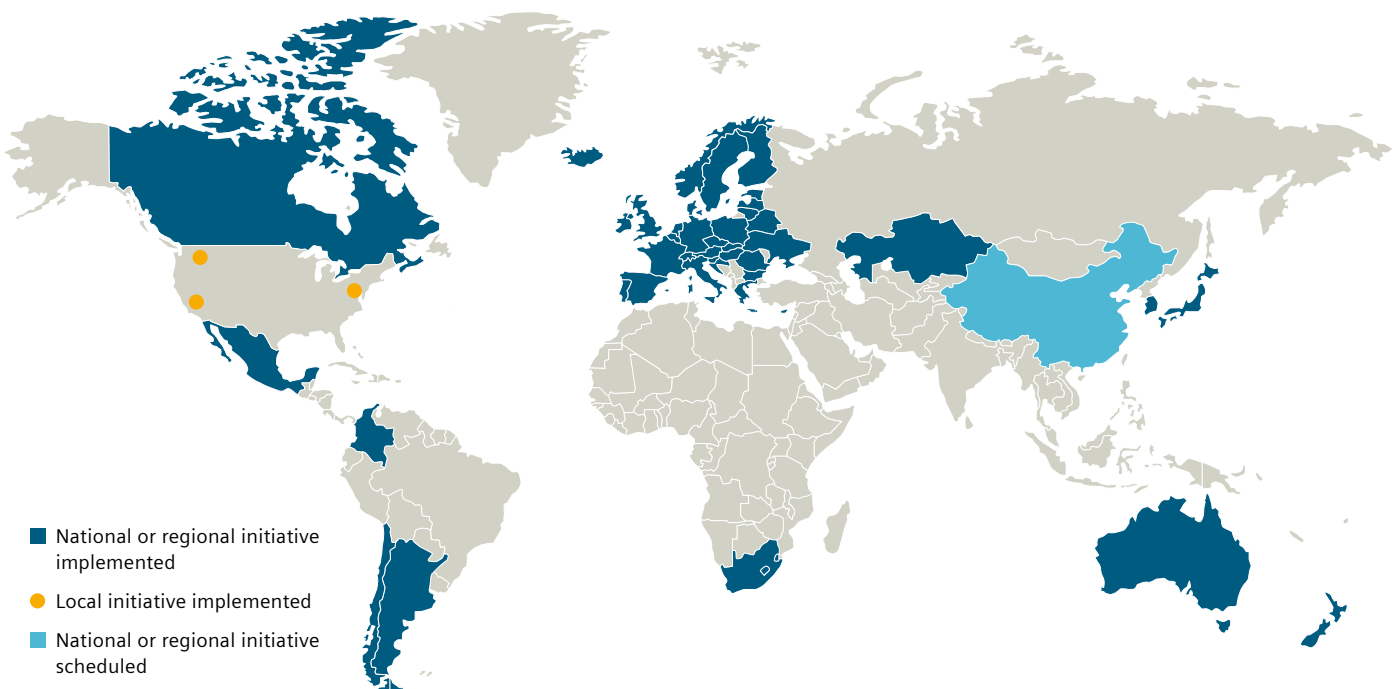 National or regional initiative
implemented
Local initiative implemented
National or regional initiative
scheduled